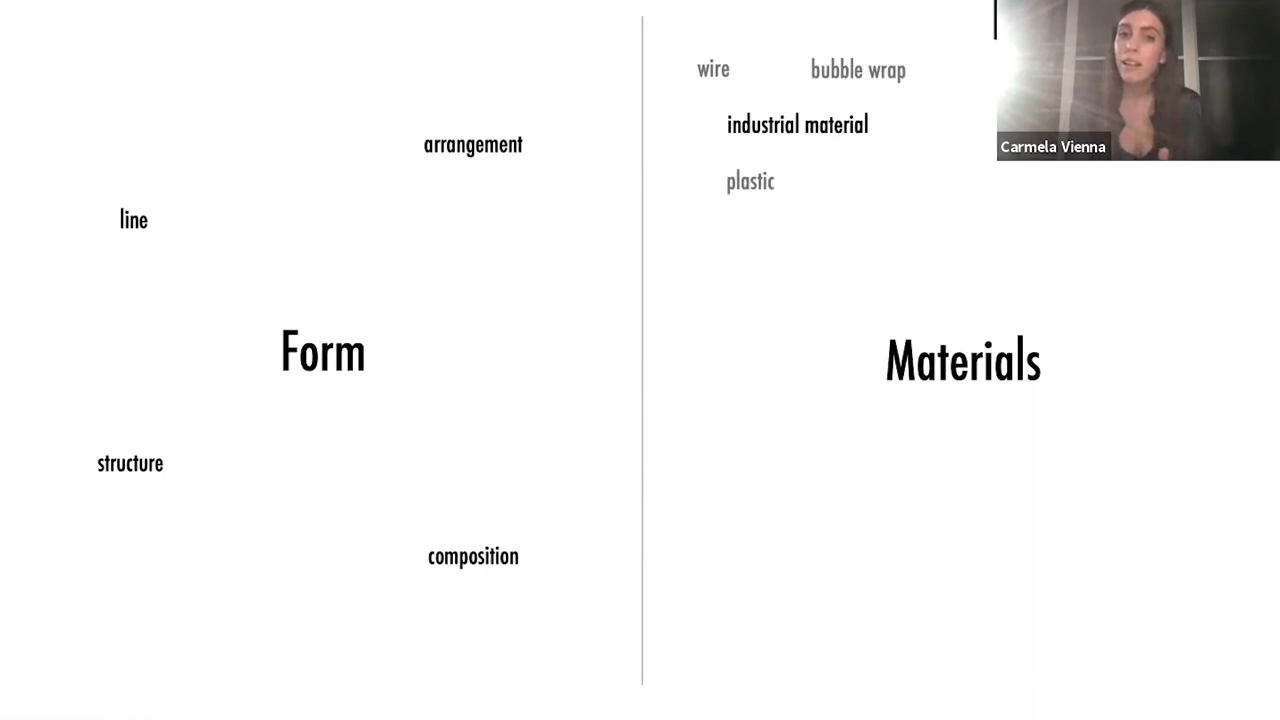 arrangement
line
Form
structure
composition
wire
bubble wrap
industrial material
plastic
Materials
Carmela Vienna